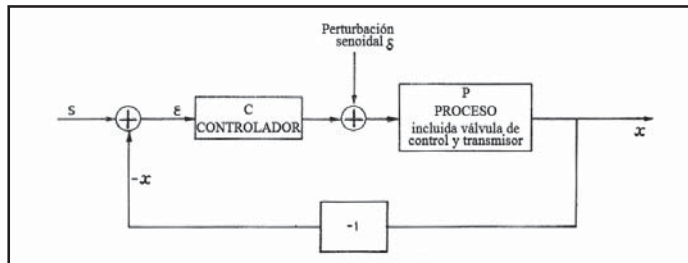 Perturbación
senoidal ᶊ
S
+
ε
C
CONTROLADOR
+
P
PROCESO
incluida válvula de
control y transmisor
x
-x
-1